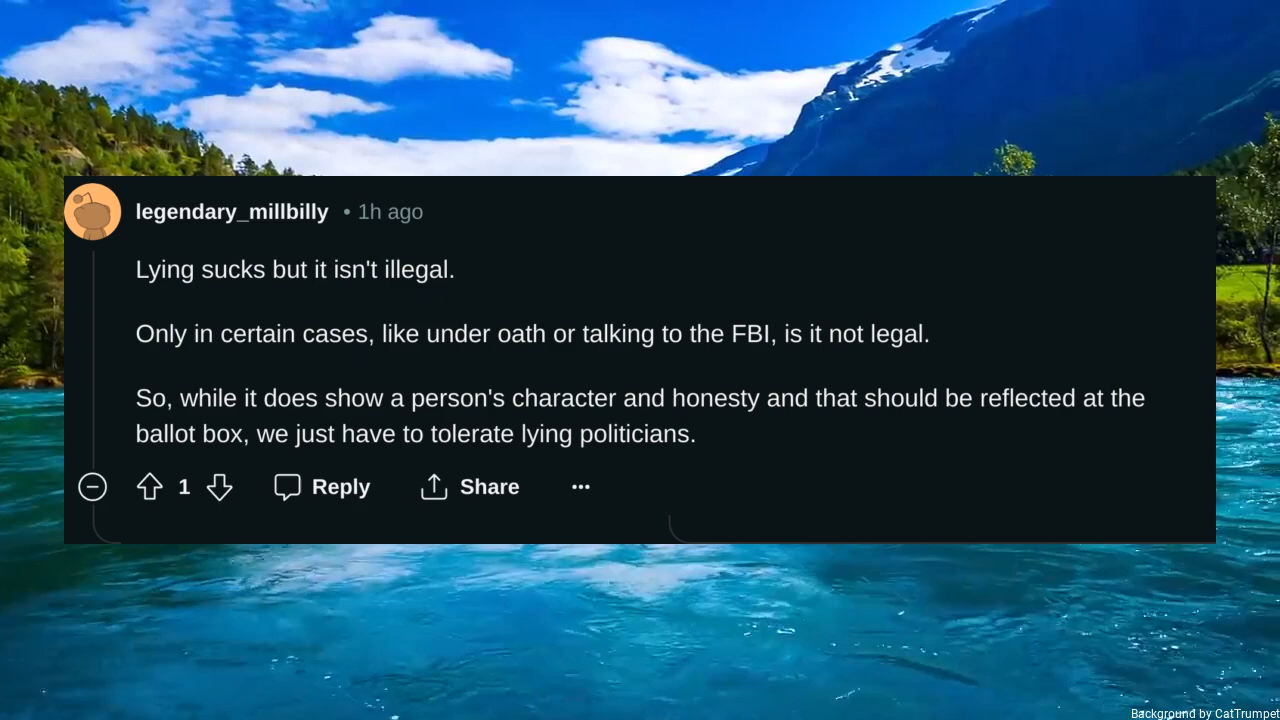 legendary_millbilly • 1h ago
Lying sucks but it isn't illegal.
Only in certain cases, like under oath or talking to the FBI, is it not legal.
So, while it does show a person's character and honesty and that should be reflected at the
ballot box, we just have to tolerate lying politicians.
1 Reply Share ...
Background by CatTrumpet